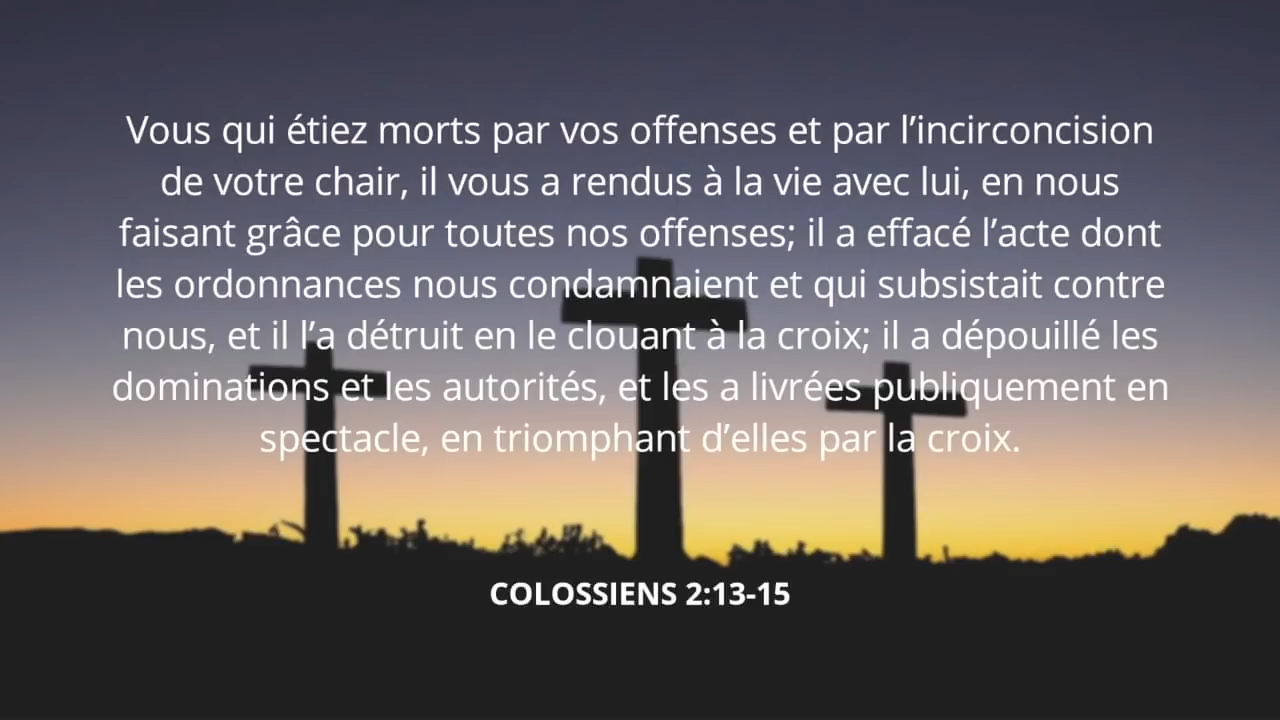 Vous qui étiez morts par vos offenses et par l’incirconcision
de votre chair, il vous a rendus à la vie avec lui, en nous
faisant grâce pour toutes nos offenses; il a effacé l’acte dont
les ordonnances nous condamnaient et qui subsistait contre
nous, et il l’a détruit en le clouant à la croix; il a dépouillé les
dominations et les autorités, et les a livrées publiquement en
spectacle, en triomphant d’elles par la croix.
COLOSSIENS 2:13-15